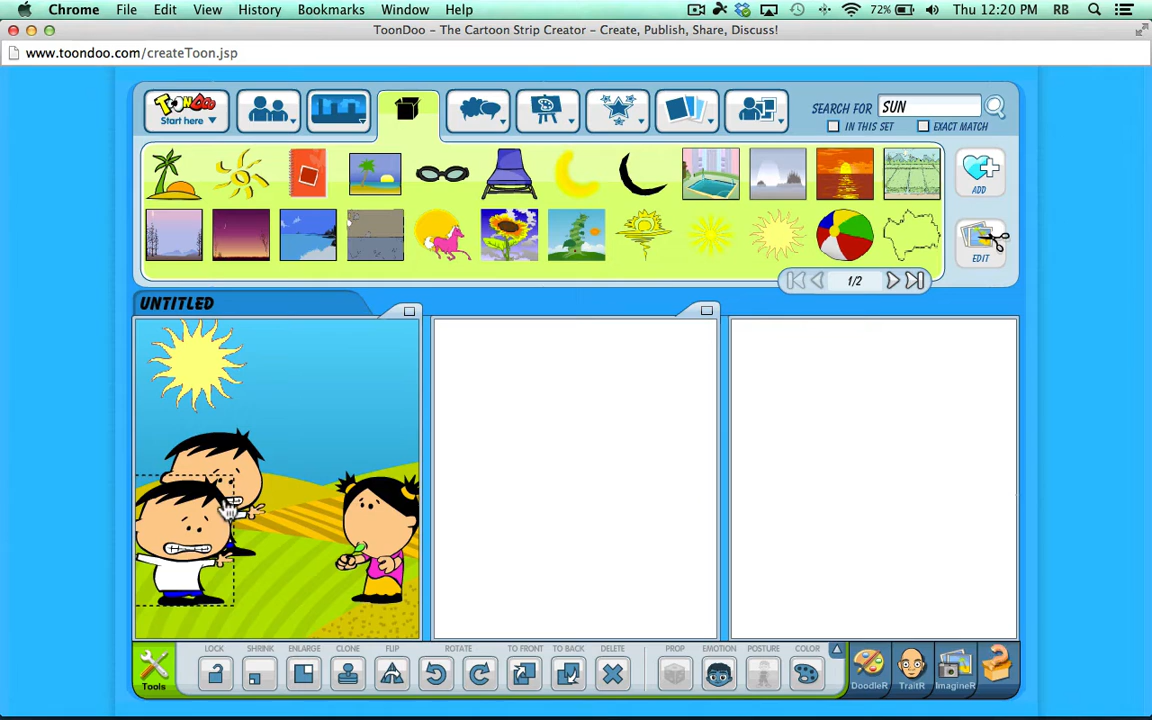 Chrome File Edit View History Bookmarks Window Help 72% Thu 12:20 PM RB
ToonDoo – The Cartoon Strip Creator – Create, Publish, Share, Discuss!
www.toondoo.com/createToon.jsp
TOONDOO
Start here
SEARCH FOR SUN
IN THIS SET EXACT MATCH
ADD
EDIT
1/2
UNTITLED
LOCK SHRINK ENLARGE CLONE FLIP ROTATE TO FRONT TO BACK DELETE PROP EMOTION POSTURE COLOR
Tools DoodleR TraitR ImagineR